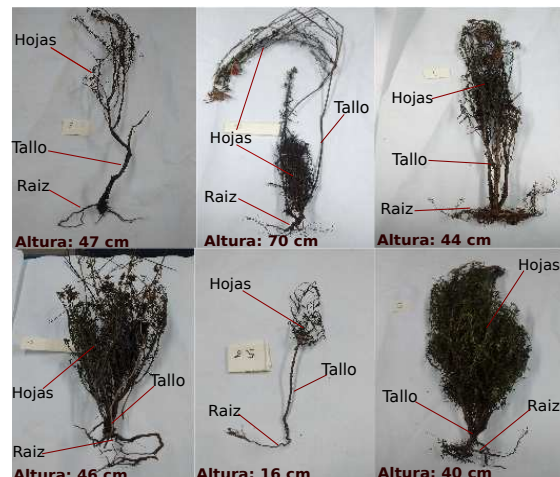 Hojas
Tallo
Raiz
Altura: 47 cm
Hojas
Tallo
Raiz
Altura: 70 cm
Hojas
Tallo
Raiz
Altura: 44 cm
Hojas
Tallo
Raiz
Altura: 46 cm
Hojas
Tallo
Raiz
Altura: 16 cm
Hojas
Tallo
Raiz
Altura: 40 cm